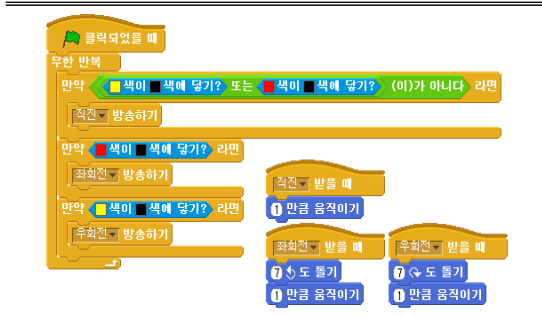 클릭되었을 때
무한 반복
만약 색이 색에 닿기? 또는 색이 색에 닿기? (이)가 아니다 라면
직진 방송하기
만약 색이 색에 닿기? 라면
좌회전 방송하기
만약 색이 색에 닿기? 라면
우회전 방송하기
직진 받을 때
1 만큼 움직이기
좌회전 받을 때
7 도 돌기
1 만큼 움직이기
우회전 받을 때
7 도 돌기
1 만큼 움직이기